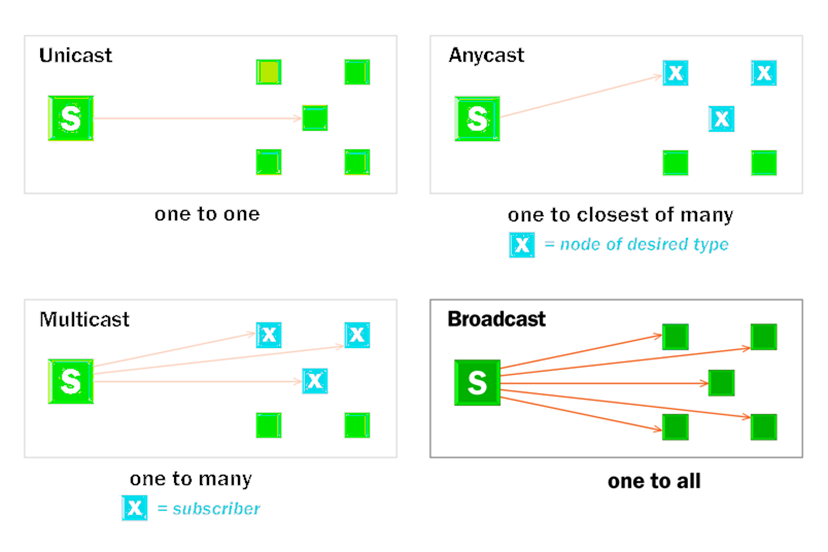 Unicast
S
one to one
Anycast
S
X X
X
one to closest of many
X = node of desired type
Multicast
S
X X
X
one to many
X = subscriber
Broadcast
S
one to all